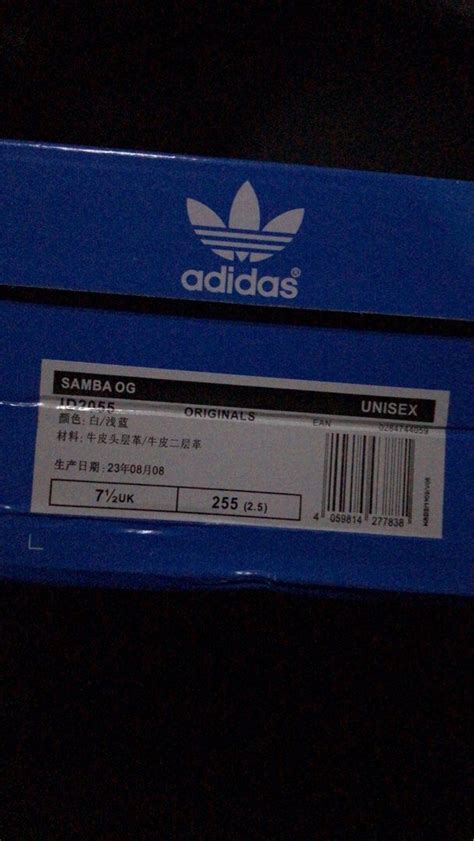 adidas®
SAMBA OG
UNISEX
ID2055
ORIGINALS
颜色: 白/浅蓝
材料: 牛皮头层革/牛皮二层革
生产日期: 23年08月08
7½UK
255 (2.5)
EAN
0284744059
4 059814 277838